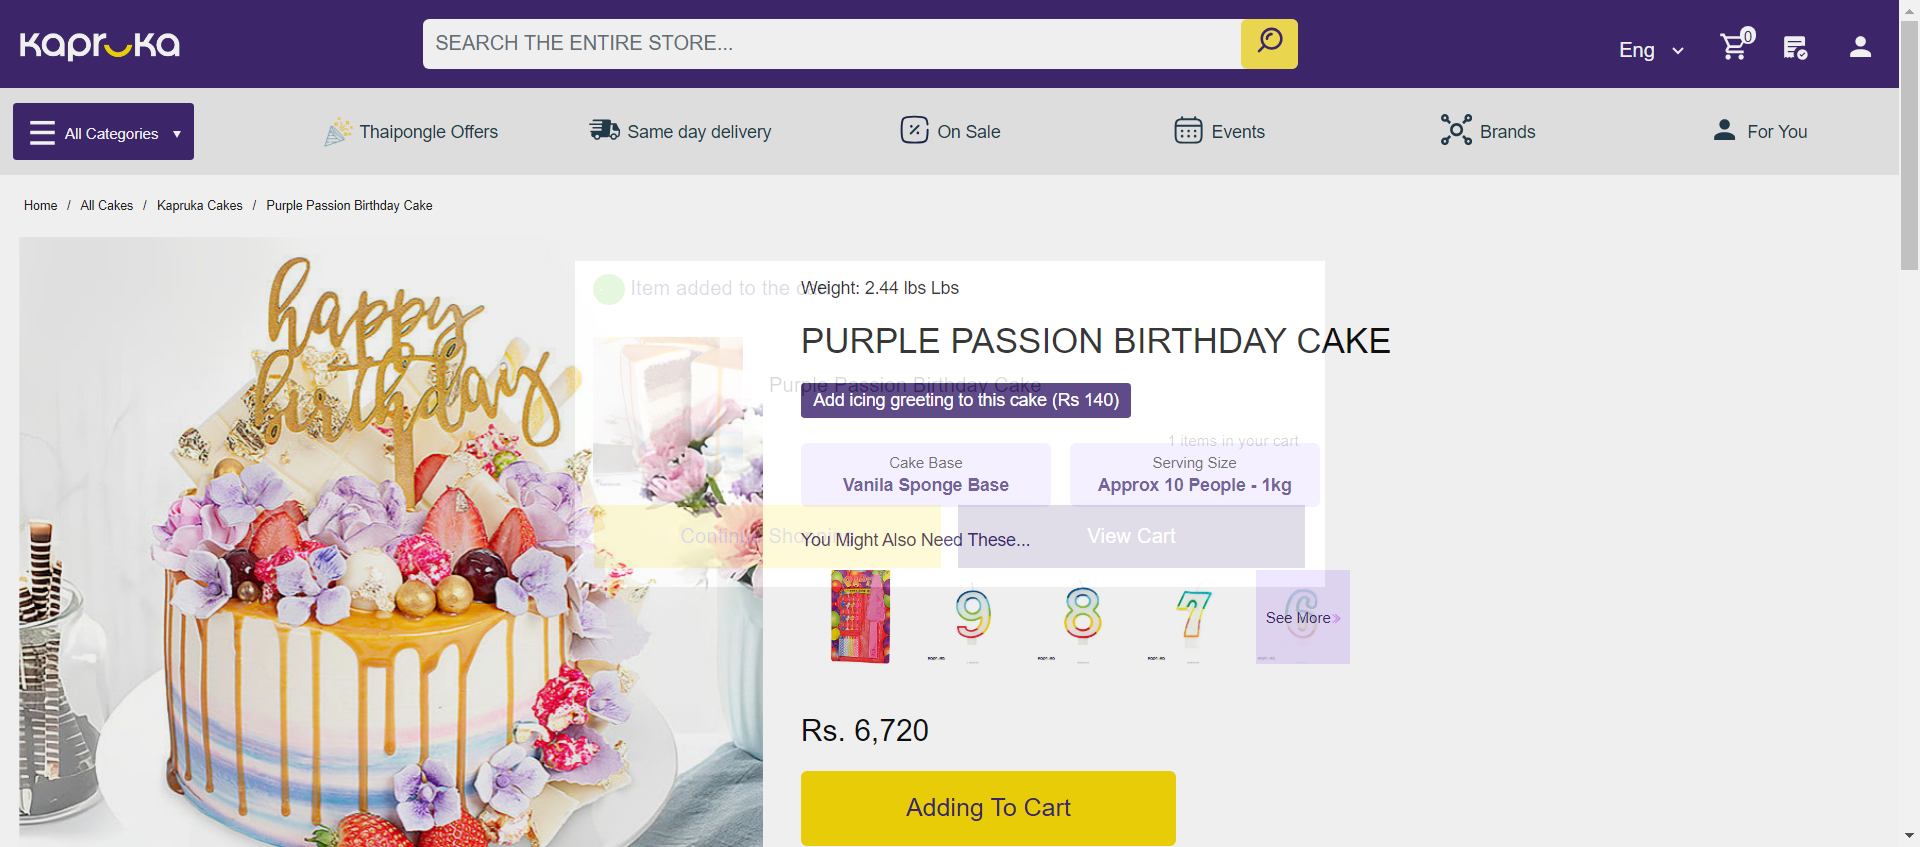 Kapruka
SEARCH THE ENTIRE STORE...
Eng
0
All Categories ▼
Thaipongle Offers
Same day delivery
On Sale
Events
Brands
For You
Home / All Cakes / Kapruka Cakes / Purple Passion Birthday Cake
happy
birthday
Item added to the
Weight: 2.44 lbs Lbs
PURPLE PASSION BIRTHDAY CAKE
Purple Passion Birthday Cake
Add icing greeting to this cake (Rs 140)
1 items in your cart
Cake Base
Vanila Sponge Base
Serving Size
Approx 10 People - 1kg
View Cart
You Might Also Need These...
9
8
7
6
See More»
Rs. 6,720
Adding To Cart